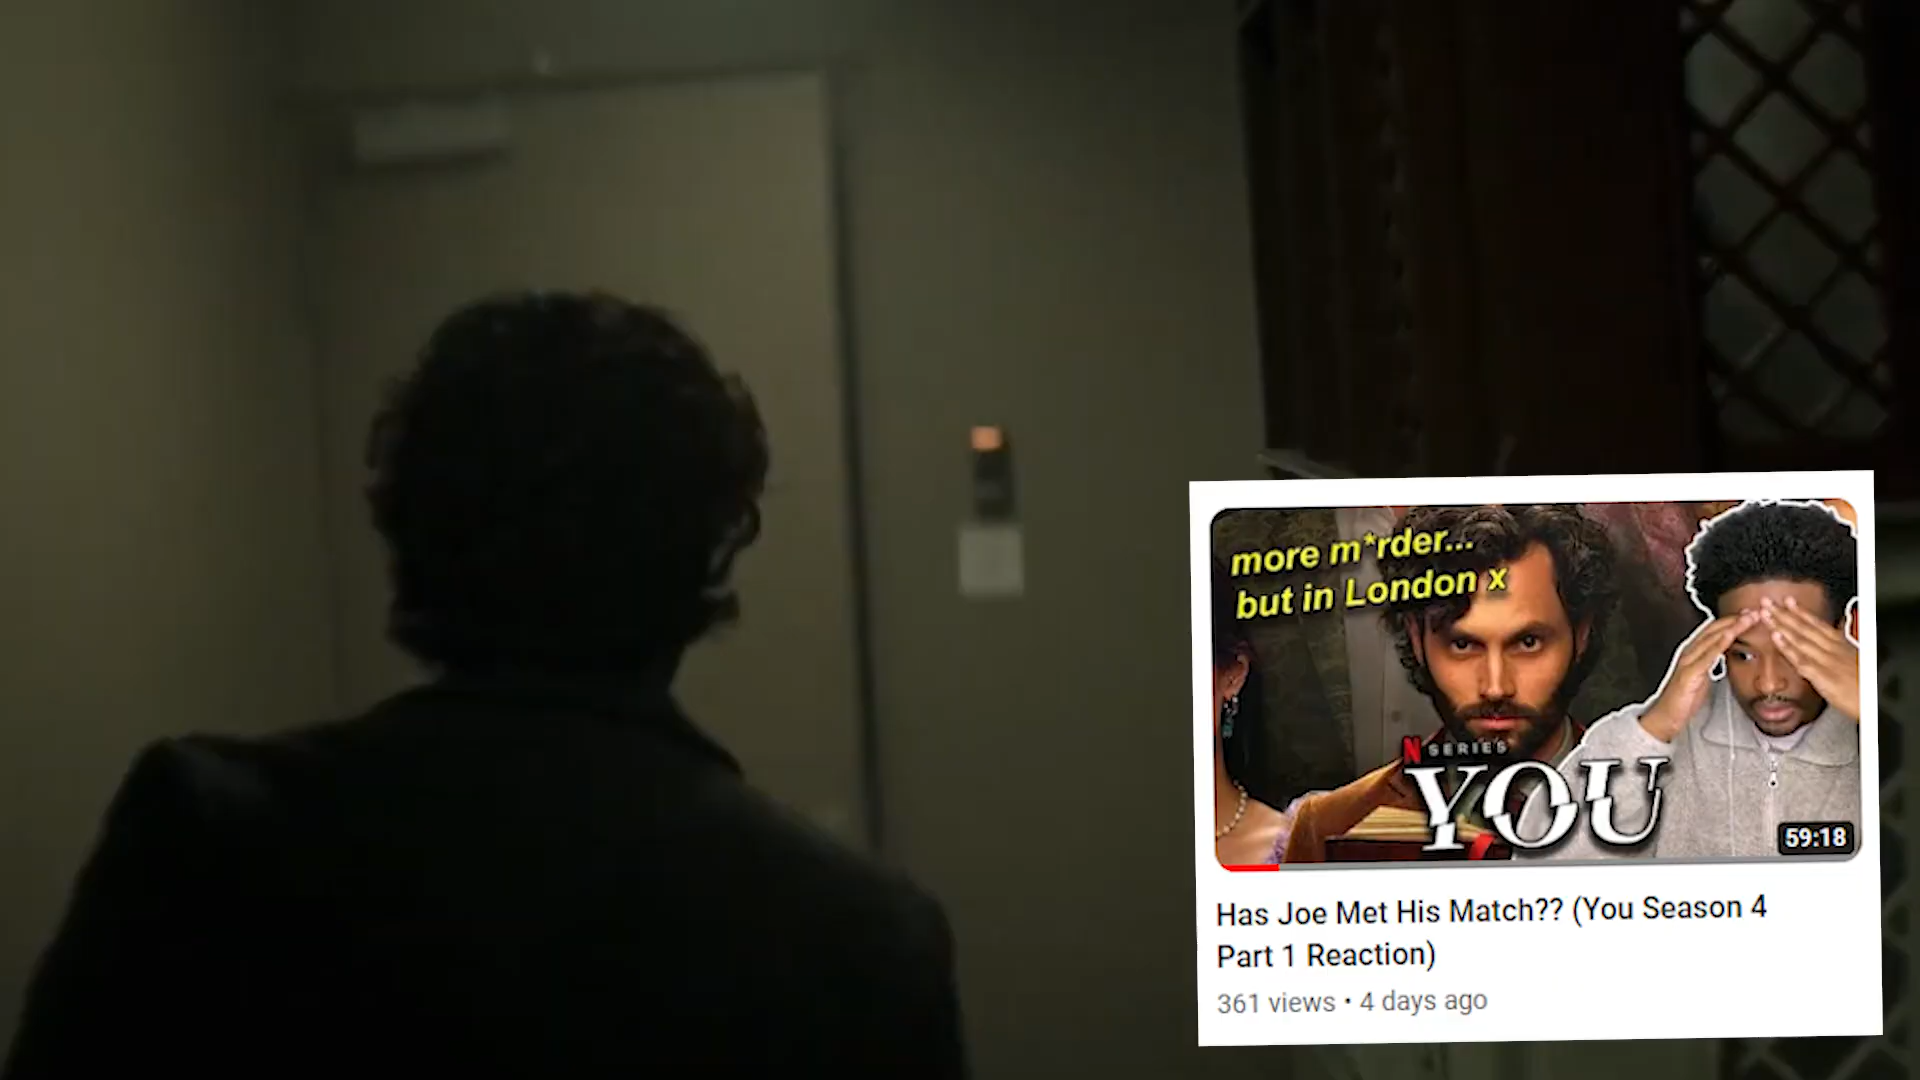 more m*rder...
but in London x
N SERIES
YOU
59:18
Has Joe Met His Match?? (You Season 4
Part 1 Reaction)
361 views • 4 days ago